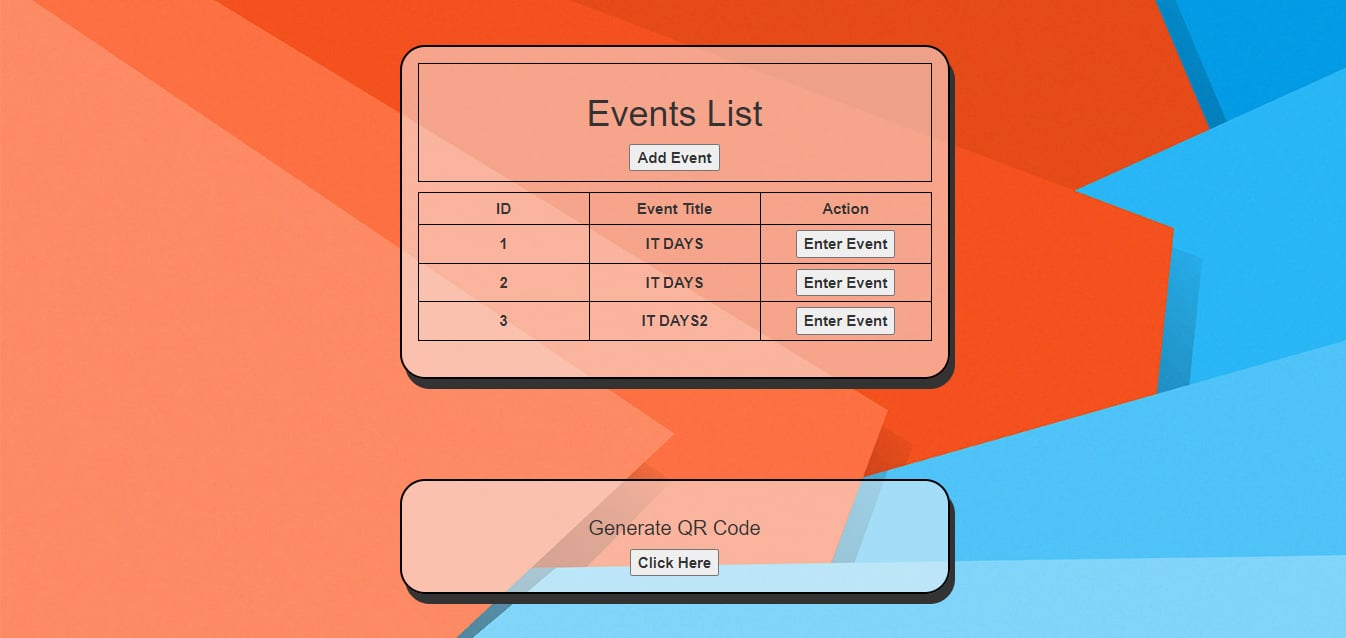 Events List
Add Event
ID Event Title Action
1 IT DAYS Enter Event
2 IT DAYS Enter Event
3 IT DAYS2 Enter Event
Generate QR Code
Click Here